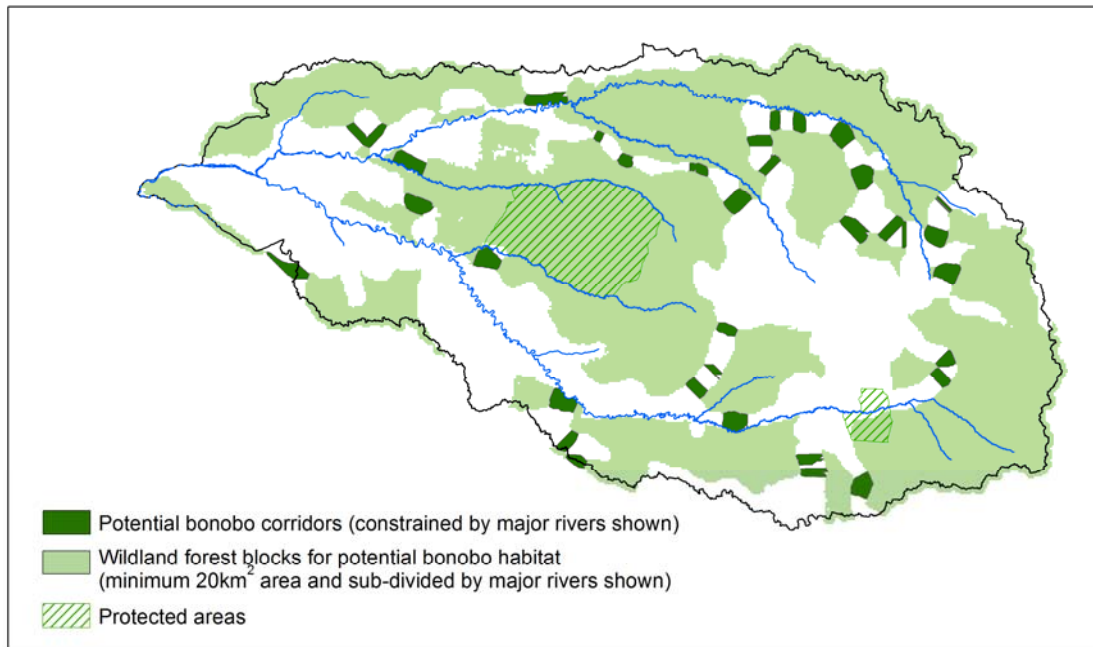 Potential bonobo corridors (constrained by major rivers shown)
Wildland forest blocks for potential bonobo habitat
(minimum 20km² area and sub-divided by major rivers shown)
Protected areas